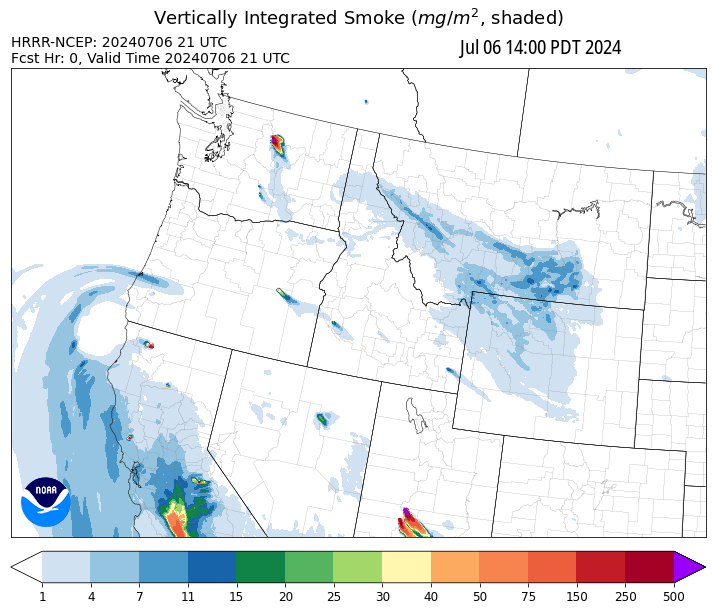 Vertically Integrated Smoke (mg/m², shaded)
HRRR-NCEP: 20240706 21 UTC
Fcst Hr: 0, Valid Time 20240706 21 UTC
Jul 06 14:00 PDT 2024
NOAA
1 4 7 11 15 20 25 30 40 50 75 150 250 500